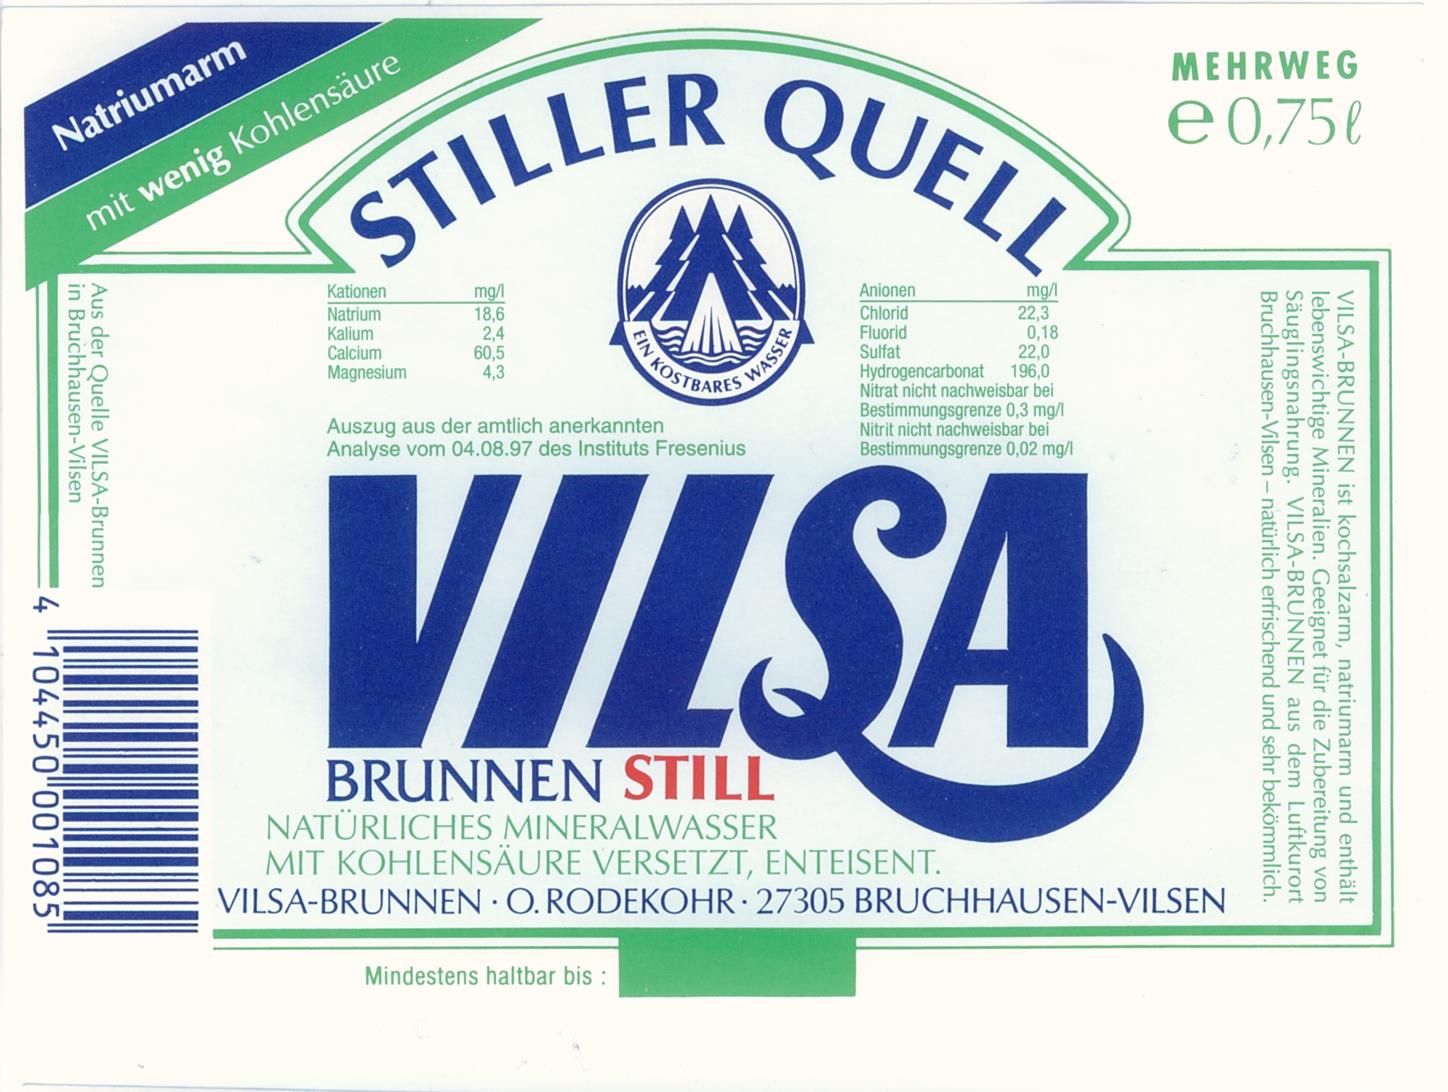 Natriumarm
mit wenig Kohlensäure
STILLER QUELL
MEHRWEG
e 0,75 ℓ
EIN KOSTBARES WASSER
Kationen mg/l
Natrium 18,6
Kalium 2,4
Calcium 60,5
Magnesium 4,3
Auszug aus der amtlich anerkannten
Analyse vom 04.08.97 des Instituts Fresenius
Anionen mg/l
Chlorid 22,3
Fluorid 0,18
Sulfat 22,0
Hydrogencarbonat 196,0
Nitrat nicht nachweisbar bei
Bestimmungsgrenze 0,3 mg/l
Nitrit nicht nachweisbar bei
Bestimmungsgrenze 0,02 mg/l
Aus der Quelle VILSA-Brunnen
in Bruchhausen-Vilsen
VILSA-BRUNNEN ist kochsalzarm, natriumarm und enthält
lebenswichtige Mineralien. Geeignet für die Zubereitung von
Säuglingsnahrung. VILSA-BRUNNEN aus dem Luftkurort
Bruchhausen-Vilsen – natürlich erfrischend und sehr bekömmlich.
VILSA
BRUNNEN STILL
NATÜRLICHES MINERALWASSER
MIT KOHLENSÄURE VERSETZT, ENTEISENT.
VILSA-BRUNNEN · O. RODEKOHR · 27305 BRUCHHAUSEN-VILSEN
4 104450 001085
Mindestens haltbar bis :